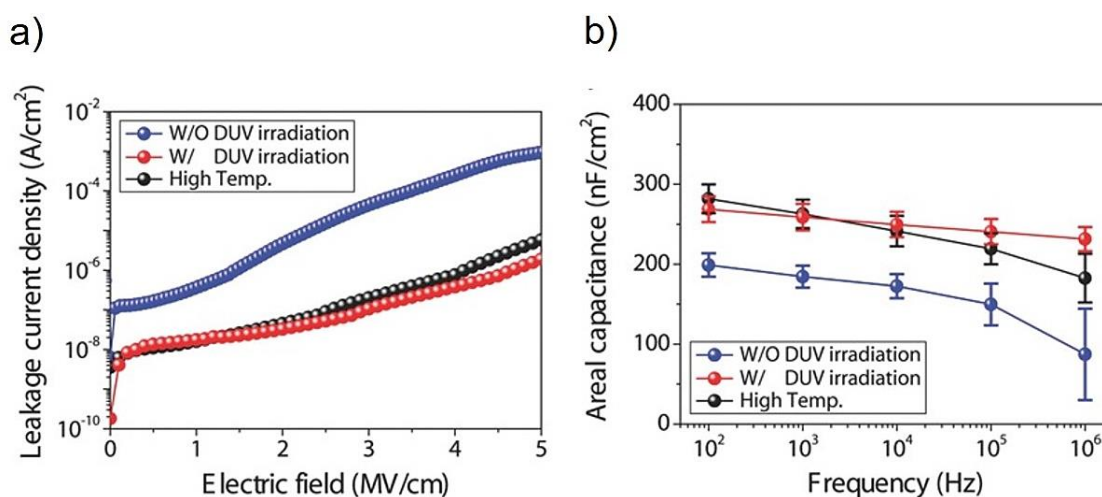 a)
b)
Leakage current density (A/cm²)
10⁻²
10⁻⁴
10⁻⁶
10⁻⁸
10⁻¹⁰
W/O DUV irradiation
W/ DUV irradiation
High Temp.
0 1 2 3 4 5
Electric field (MV/cm)
Areal capacitance (nF/cm²)
400
300
200
100
0
W/O DUV irradiation
W/ DUV irradiation
High Temp.
10² 10³ 10⁴ 10⁵ 10⁶
Frequency (Hz)